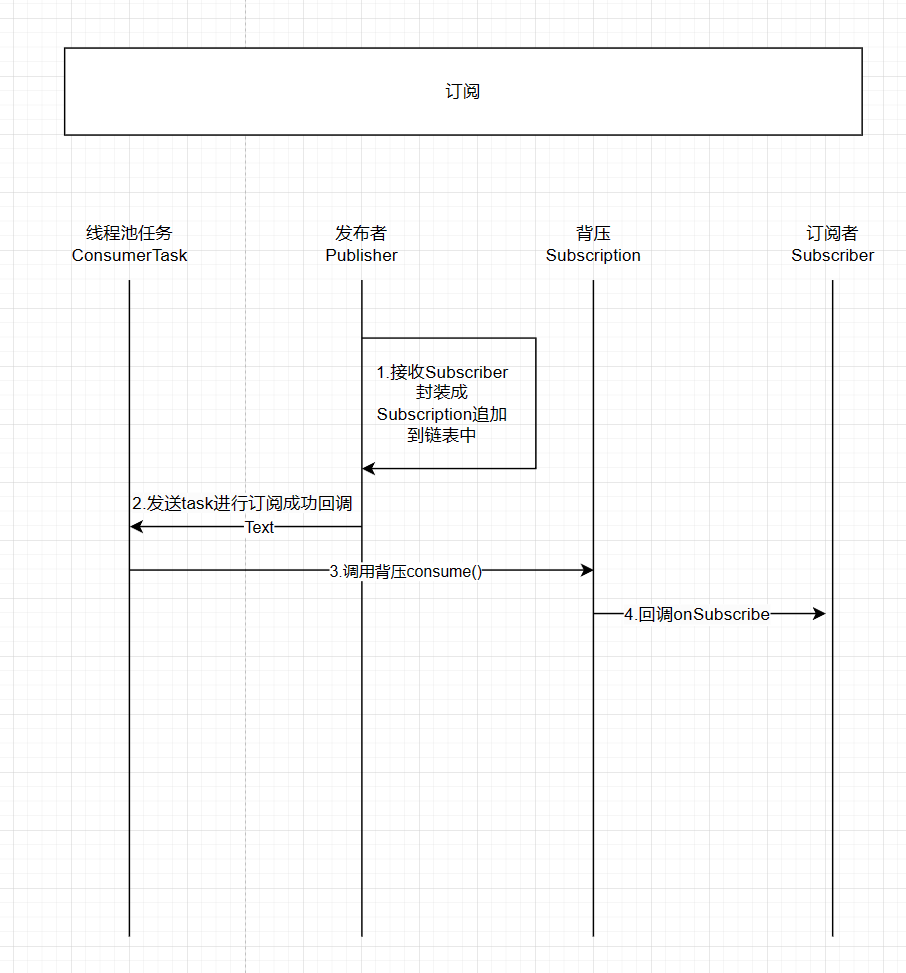 订阅
线程池任务
ConsumerTask
发布者
Publisher
背压
Subscription
订阅者
Subscriber
1.接收Subscriber
封装成
Subscription追加
到链表中
2.发送task进行订阅成功回调
Text
3.调用背压consume()
4.回调onSubscribe